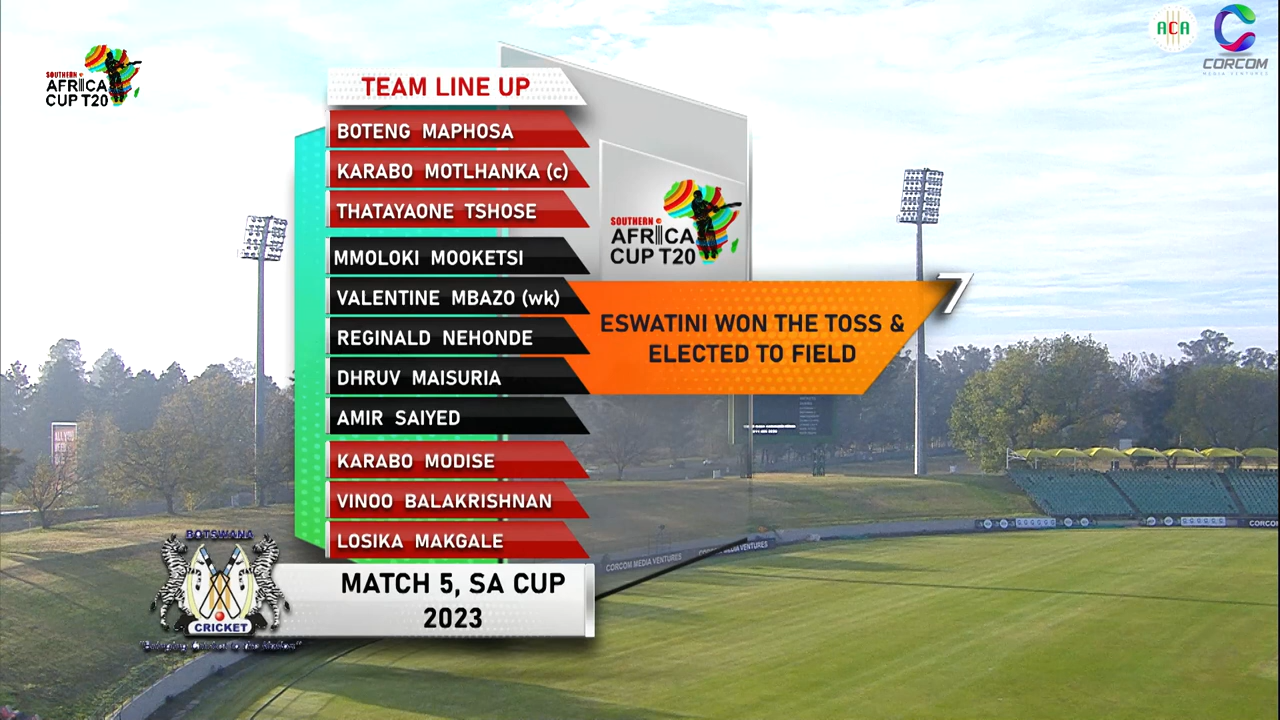 ACA
CORCOM
MEDIA VENTURES
SOUTHERN
AFRICA
CUP T20
TEAM LINE UP
BOTENG MAPHOSA
KARABO MOTLHANKA (c)
THATAYAONE TSHOSE
MMOLOKI MOOKETSI
VALENTINE MBAZO (wk)
REGINALD NEHONDE
DHRUV MAISURIA
AMIR SAIYED
KARABO MODISE
VINOO BALAKRISHNAN
LOSIKA MAKGALE
SOUTHERN
AFRICA
CUP T20
7
ESWATINI WON THE TOSS &
ELECTED TO FIELD
BOTSWANA
CRICKET
MATCH 5, SA CUP
2023
CORCOM MEDIA VENTURES
CORCOM MEDIA VENTURES